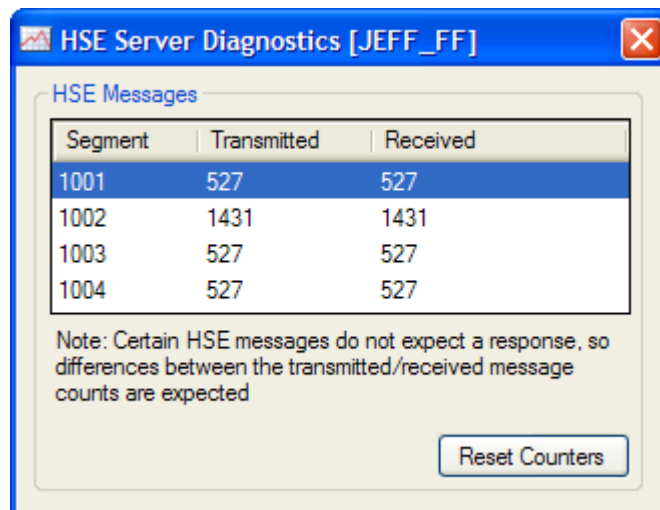 HSE Server Diagnostics [JEFF_FF]
HSE Messages
Segment Transmitted Received
1001 527 527
1002 1431 1431
1003 527 527
1004 527 527
Note: Certain HSE messages do not expect a response, so
differences between the transmitted/received message
counts are expected
Reset Counters